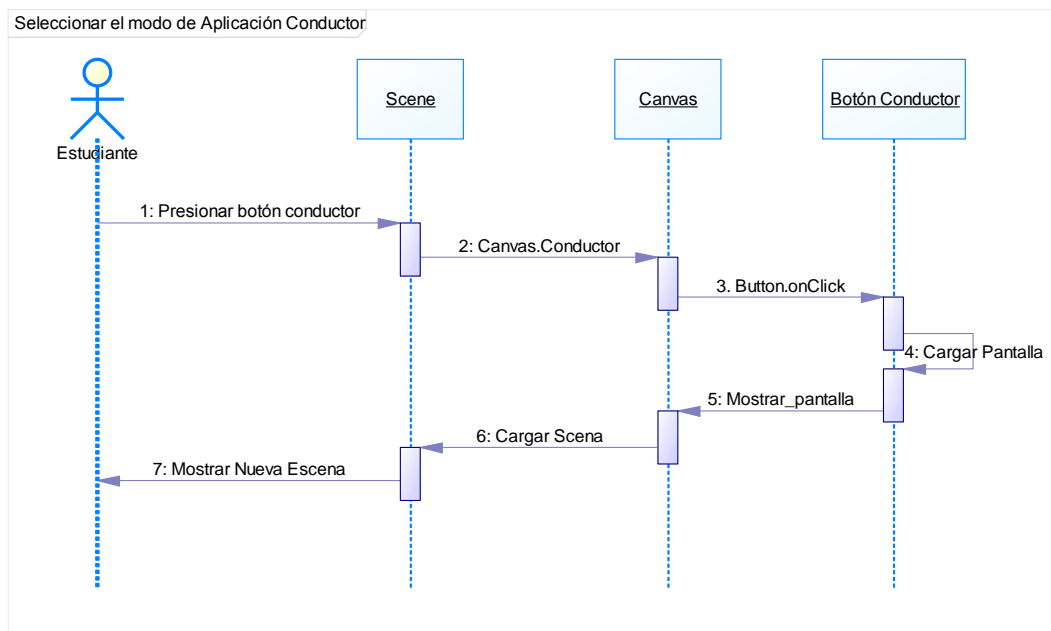 Seleccionar el modo de Aplicación Conductor
Scene
Canvas
Botón Conductor
Estudiante
1: Presionar botón conductor
2: Canvas.Conductor
3. Button.onClick
4: Cargar Pantalla
5: Mostrar_pantalla
6: Cargar Scena
7: Mostrar Nueva Escena